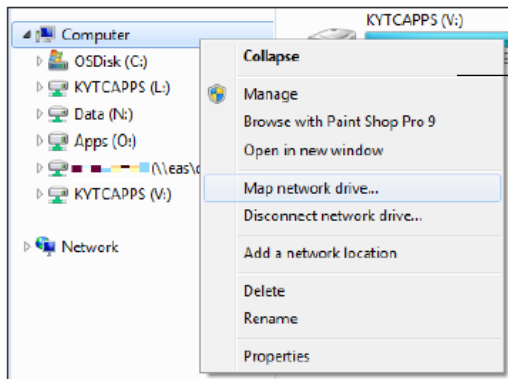 Computer
OSDisk (C:)
KYTCAPPS (L:)
Data (N:)
Apps (O:)
(\\eas\
KYTCAPPS (V:)
Network
KYTCAPPS (V:)
Collapse
Manage
Browse with Paint Shop Pro 9
Open in new window
Map network drive...
Disconnect network drive...
Add a network location
Delete
Rename
Properties